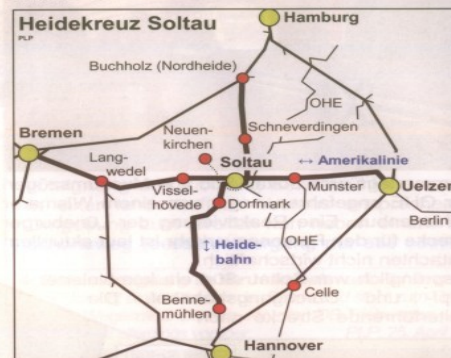 Heidekreuz Soltau
PLP
Hamburg
Buchholz (Nordheide)
OHE
Bremen
Neuen-
kirchen
Schneverdingen
Lang-
wedel
Soltau
↔ Amerikalinie
Vissel-
hövede
Dorfmark
Munster
Uelzen
Berlin
↕ Heide-
bahn
OHE
Benne-
mühlen
Celle
Hannover